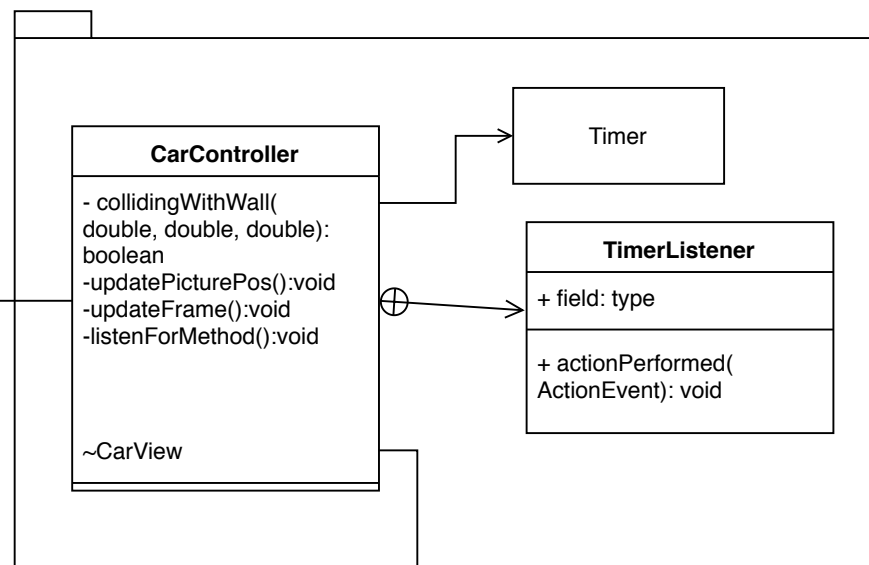 CarController
- collidingWithWall(
double, double, double):
boolean
-updatePicturePos():void
-updateFrame():void
-listenForMethod():void
~CarView
Timer
TimerListener
+ field: type
+ actionPerformed(
ActionEvent): void